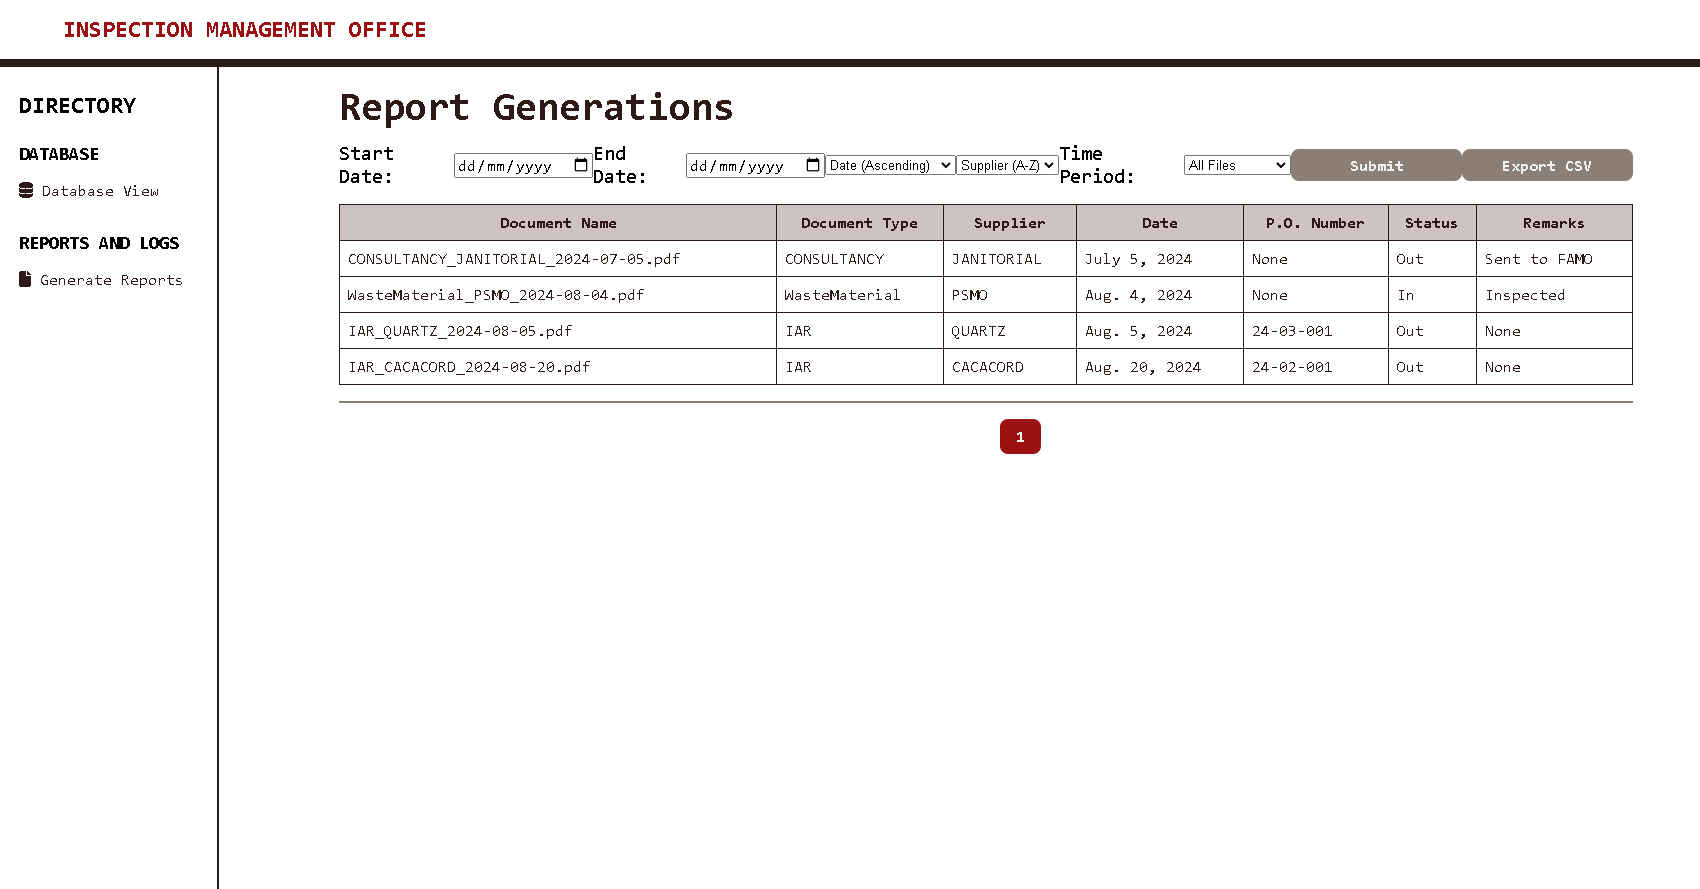 INSPECTION MANAGEMENT OFFICE
DIRECTORY
DATABASE
Database View
REPORTS AND LOGS
Generate Reports
Report Generations
Start Date: dd/mm/yyyy End Date: dd/mm/yyyy Date (Ascending) Supplier (A-Z) Time Period: All Files Submit Export CSV
Document Name Document Type Supplier Date P.O. Number Status Remarks
CONSULTANCY_JANITORIAL_2024-07-05.pdf CONSULTANCY JANITORIAL July 5, 2024 None Out Sent to FAMO
WasteMaterial_PSMO_2024-08-04.pdf WasteMaterial PSMO Aug. 4, 2024 None In Inspected
IAR_QUARTZ_2024-08-05.pdf IAR QUARTZ Aug. 5, 2024 24-03-001 Out None
IAR_CACACORD_2024-08-20.pdf IAR CACACORD Aug. 20, 2024 24-02-001 Out None
1